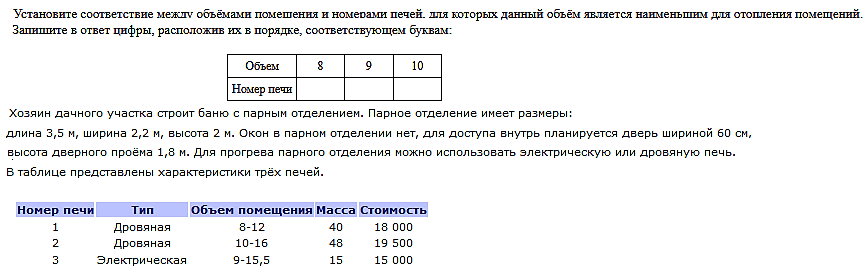 Установите соответствие между объёмами помещения и номерами печей, для которых данный объём является наименьшим для отопления помещений.
Запишите в ответ цифры, расположив их в порядке, соответствующем буквам:
Объем 8 9 10
Номер печи
Хозяин дачного участка строит баню с парным отделением. Парное отделение имеет размеры:
длина 3,5 м, ширина 2,2 м, высота 2 м. Окон в парном отделении нет, для доступа внутрь планируется дверь шириной 60 см,
высота дверного проёма 1,8 м. Для прогрева парного отделения можно использовать электрическую или дровяную печь.
В таблице представлены характеристики трёх печей.
Номер печи Тип Объем помещения Масса Стоимость
1 Дровяная 8-12 40 18 000
2 Дровяная 10-16 48 19 500
3 Электрическая 9-15,5 15 15 000